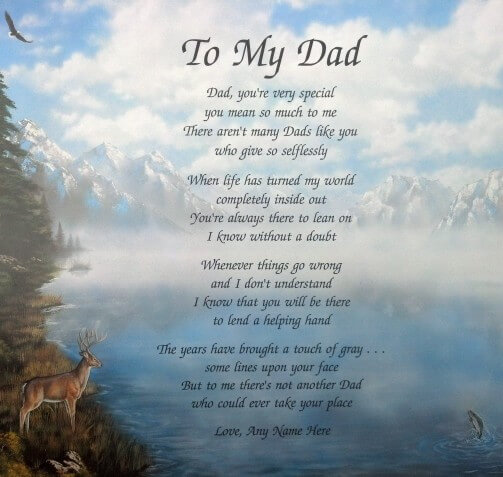 To My Dad
Dad, you're very special
you mean so much to me
There aren't many Dads like you
who give so selflessly
When life has turned my world
completely inside out
You're always there to lean on
I know without a doubt
Whenever things go wrong
and I don't understand
I know that you will be there
to lend a helping hand
The years have brought a touch of gray . . .
some lines upon your face
But to me there's not another Dad
who could ever take your place
Love, Any Name Here